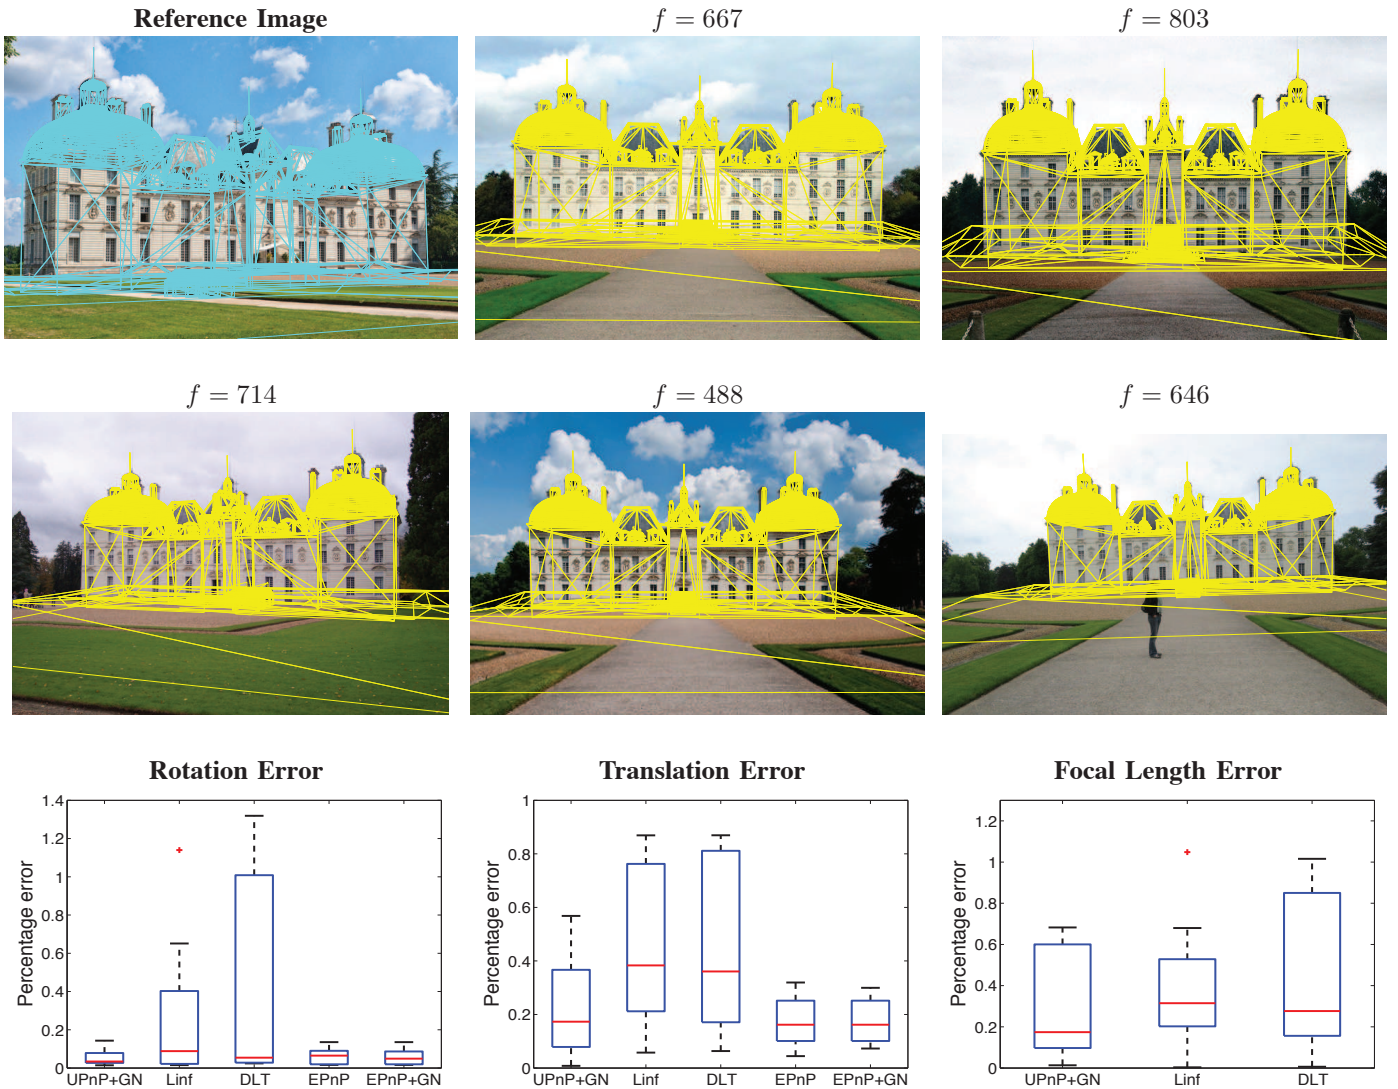 Reference Image
f = 667
f = 803
f = 714
f = 488
f = 646
Rotation Error
Translation Error
Focal Length Error
Percentage error
1.4
1.2
1
0.8
0.6
0.4
0.2
0
UPnP+GN Linf DLT EPnP EPnP+GN
Percentage error
1
0.8
0.6
0.4
0.2
0
UPnP+GN Linf DLT EPnP EPnP+GN
Percentage error
1.2
1
0.8
0.6
0.4
0.2
0
UPnP+GN Linf DLT